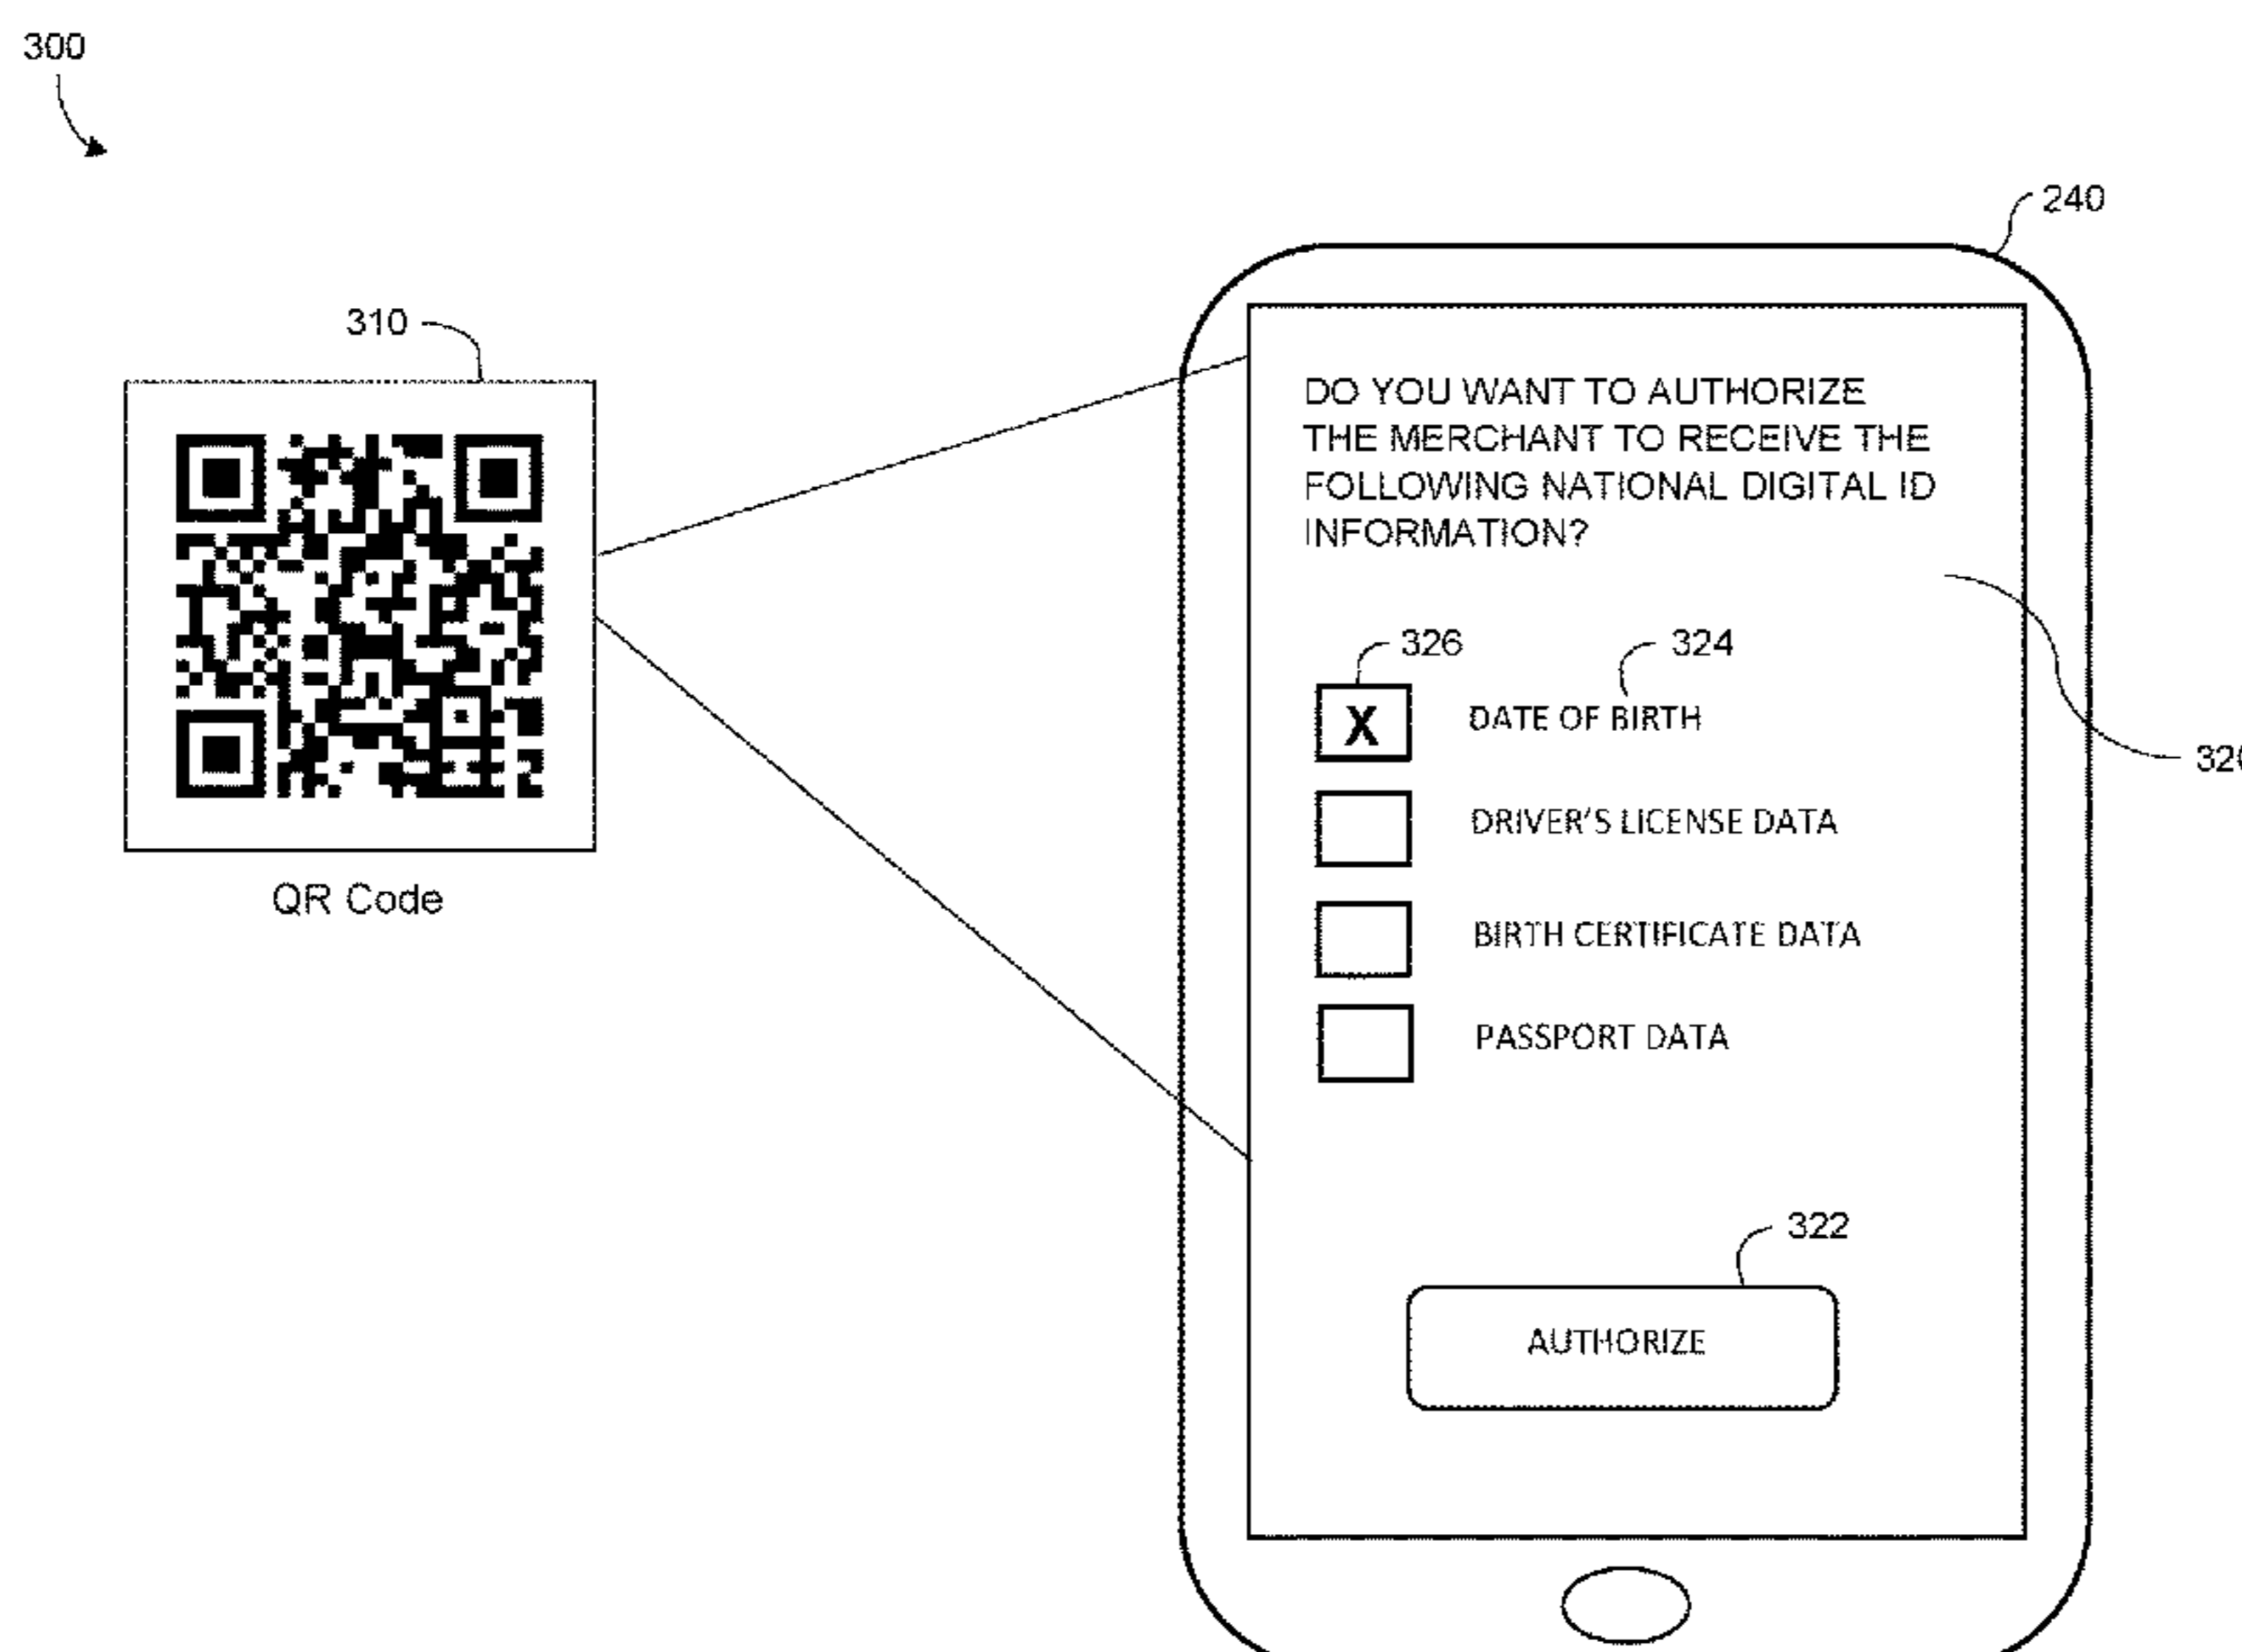 300
240
310
DO YOU WANT TO AUTHORIZE
THE MERCHANT TO RECEIVE THE
FOLLOWING NATIONAL DIGITAL ID
INFORMATION?
326
324
X
DATE OF BIRTH
320
DRIVER'S LICENSE DATA
QR Code
BIRTH CERTIFICATE DATA
PASSPORT DATA
322
AUTHORIZE